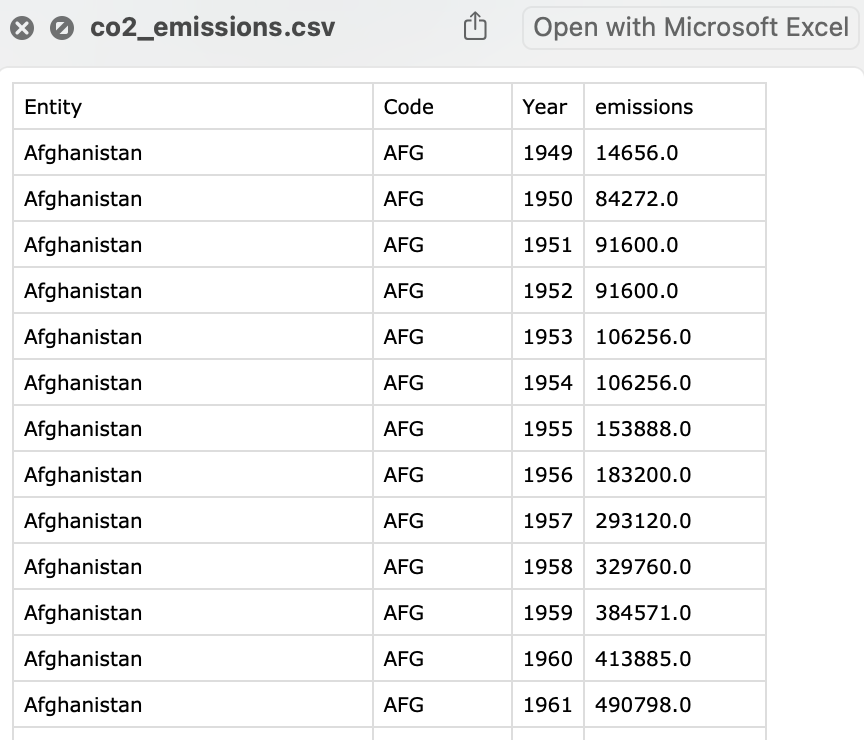 co2_emissions.csv Open with Microsoft Excel
Entity Code Year emissions
Afghanistan AFG 1949 14656.0
Afghanistan AFG 1950 84272.0
Afghanistan AFG 1951 91600.0
Afghanistan AFG 1952 91600.0
Afghanistan AFG 1953 106256.0
Afghanistan AFG 1954 106256.0
Afghanistan AFG 1955 153888.0
Afghanistan AFG 1956 183200.0
Afghanistan AFG 1957 293120.0
Afghanistan AFG 1958 329760.0
Afghanistan AFG 1959 384571.0
Afghanistan AFG 1960 413885.0
Afghanistan AFG 1961 490798.0